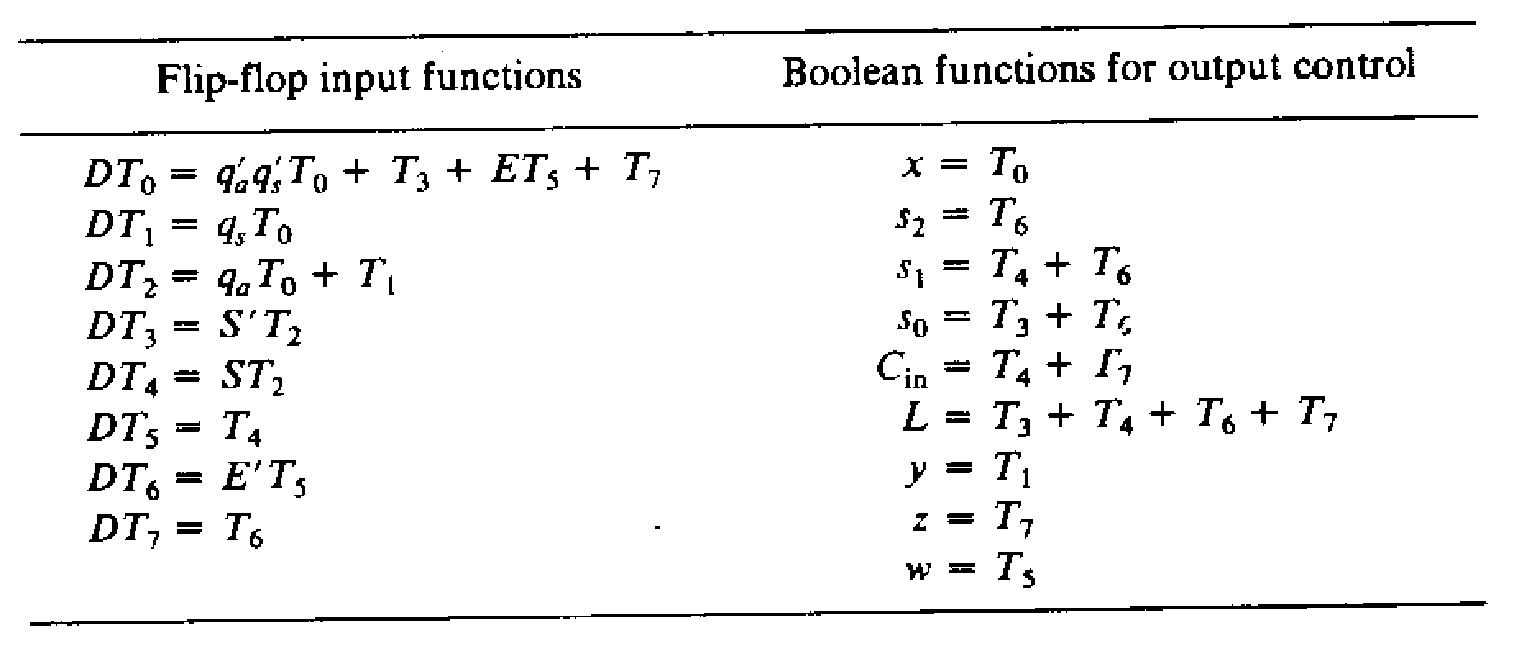 Flip-flop input functions Boolean functions for output control
DT₀ = q′ₐq′ₛT₀ + T₃ + ET₅ + T₇ x = T₀
DT₁ = qₛT₀ s₂ = T₆
DT₂ = qₐT₀ + T₁ s₁ = T₄ + T₆
DT₃ = S′T₂ s₀ = T₃ + T₆
DT₄ = ST₂ Cᵢₙ = T₄ + T₇
DT₅ = T₄ L = T₃ + T₄ + T₆ + T₇
DT₆ = E′T₅ y = T₁
DT₇ = T₆ z = T₇
w = T₅